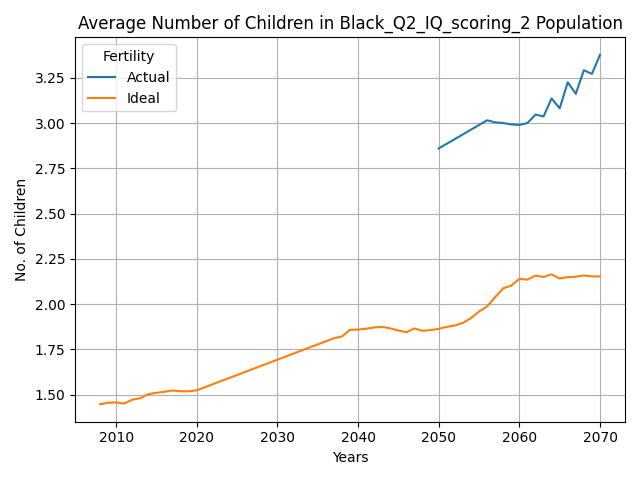 Average Number of Children in Black_Q2_IQ_scoring_2 Population
Fertility
Actual
Ideal
3.25
3.00
2.75
2.50
2.25
2.00
1.75
1.50
No. of Children
2010 2020 2030 2040 2050 2060 2070
Years